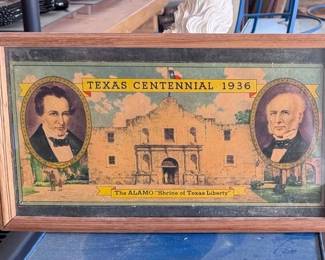 TEXAS CENTENNIAL 1936
The ALAMO "Shrine of Texas Liberty"